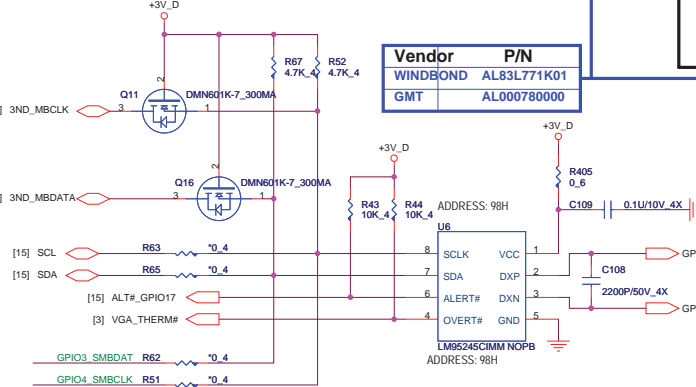 +3V_D
R67
4.7K_4
R52
4.7K_4
Vendor P/N
WINDBOND AL83L771K01
GMT AL000780000
Q11
2
DMN601K-7_300MA
] 3ND_MBCLK
3
1
+3V_D
+3V_D
2
Q16
DMN601K-7_300MA
] 3ND_MBDATA
3
1
R405
0_6
R43
10K_4
R44
10K_4
ADDRESS: 98H
C109
0.1U/10V_4X
U6
[15] SCL
R63
*0_4
8
SCLK
VCC
1
GP
[15] SDA
R65
*0_4
7
SDA
DXP
2
C108
2200P/50V_4X
[15] ALT#_GPIO17
6
ALERT#
DXN
3
GP
[3] VGA_THERM#
4
OVERT#
GND
5
LM95245CIMM NOPB
ADDRESS: 98H
GPIO3_SMBDAT R62
*0_4
GPIO4_SMBCLK R51
*0_4